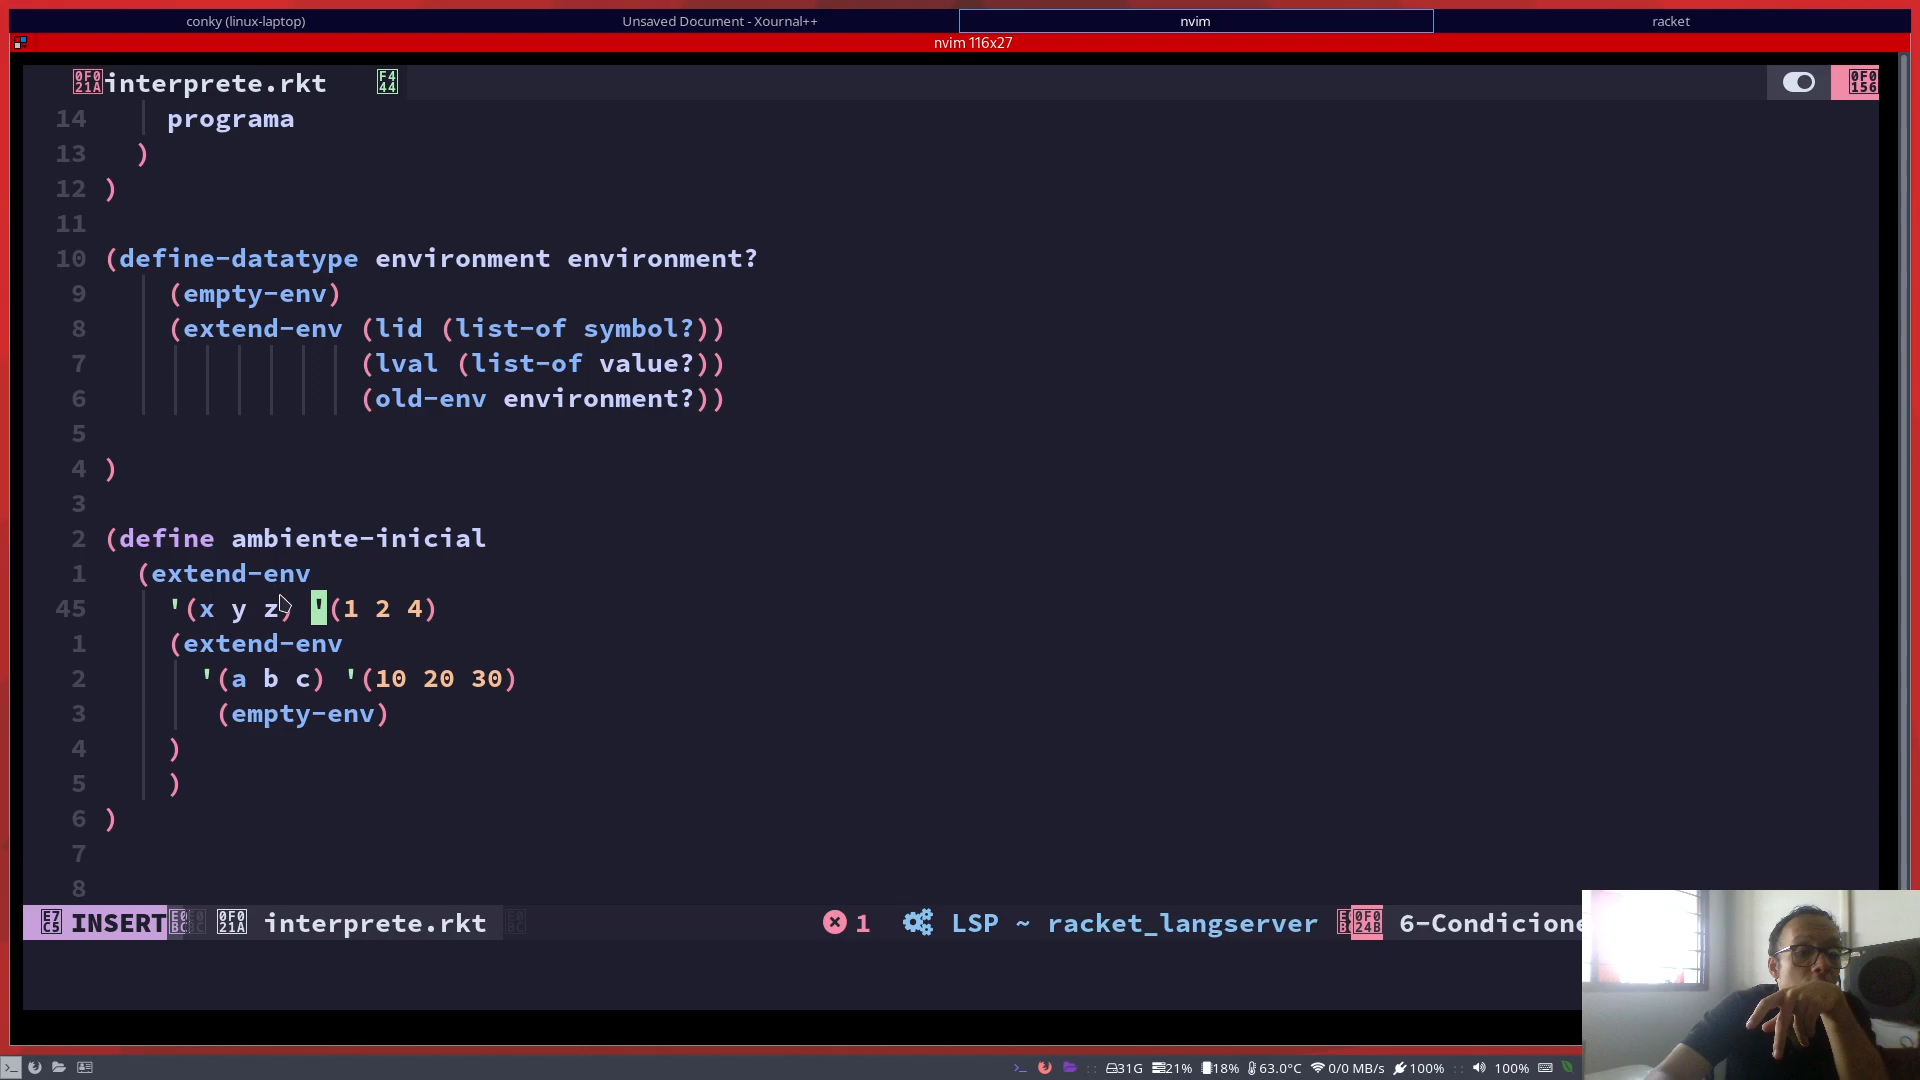 conky (linux-laptop) Unsaved Document - Xournal++ nvim racket
nvim 116x27
interprete.rkt
14 programa
13 )
12 )
11
10 (define-datatype environment environment?
9 (empty-env)
8 (extend-env (lid (list-of symbol?))
7 (lval (list-of value?))
6 (old-env environment?))
5
4 )
3
2 (define ambiente-inicial
1 (extend-env
45 '(x y z) '(1 2 4)
1 (extend-env
2 '(a b c) '(10 20 30)
3 (empty-env)
4 )
5 )
6 )
7
8
INSERT interprete.rkt 1 LSP ~ racket_langserver 6-Condicione
31G 21% 18% 63.0°C 0/0 MB/s 100% 100%